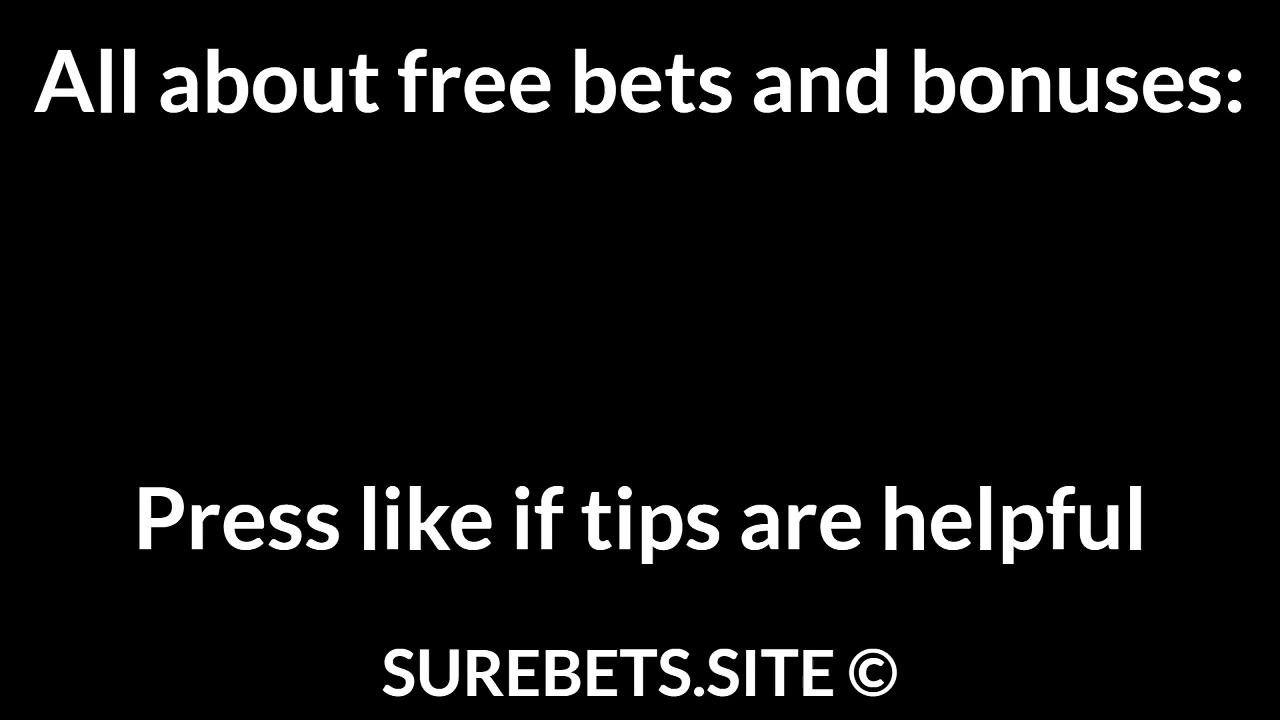 All about free bets and bonuses:
Press like if tips are helpful
SUREBETS.SITE ©